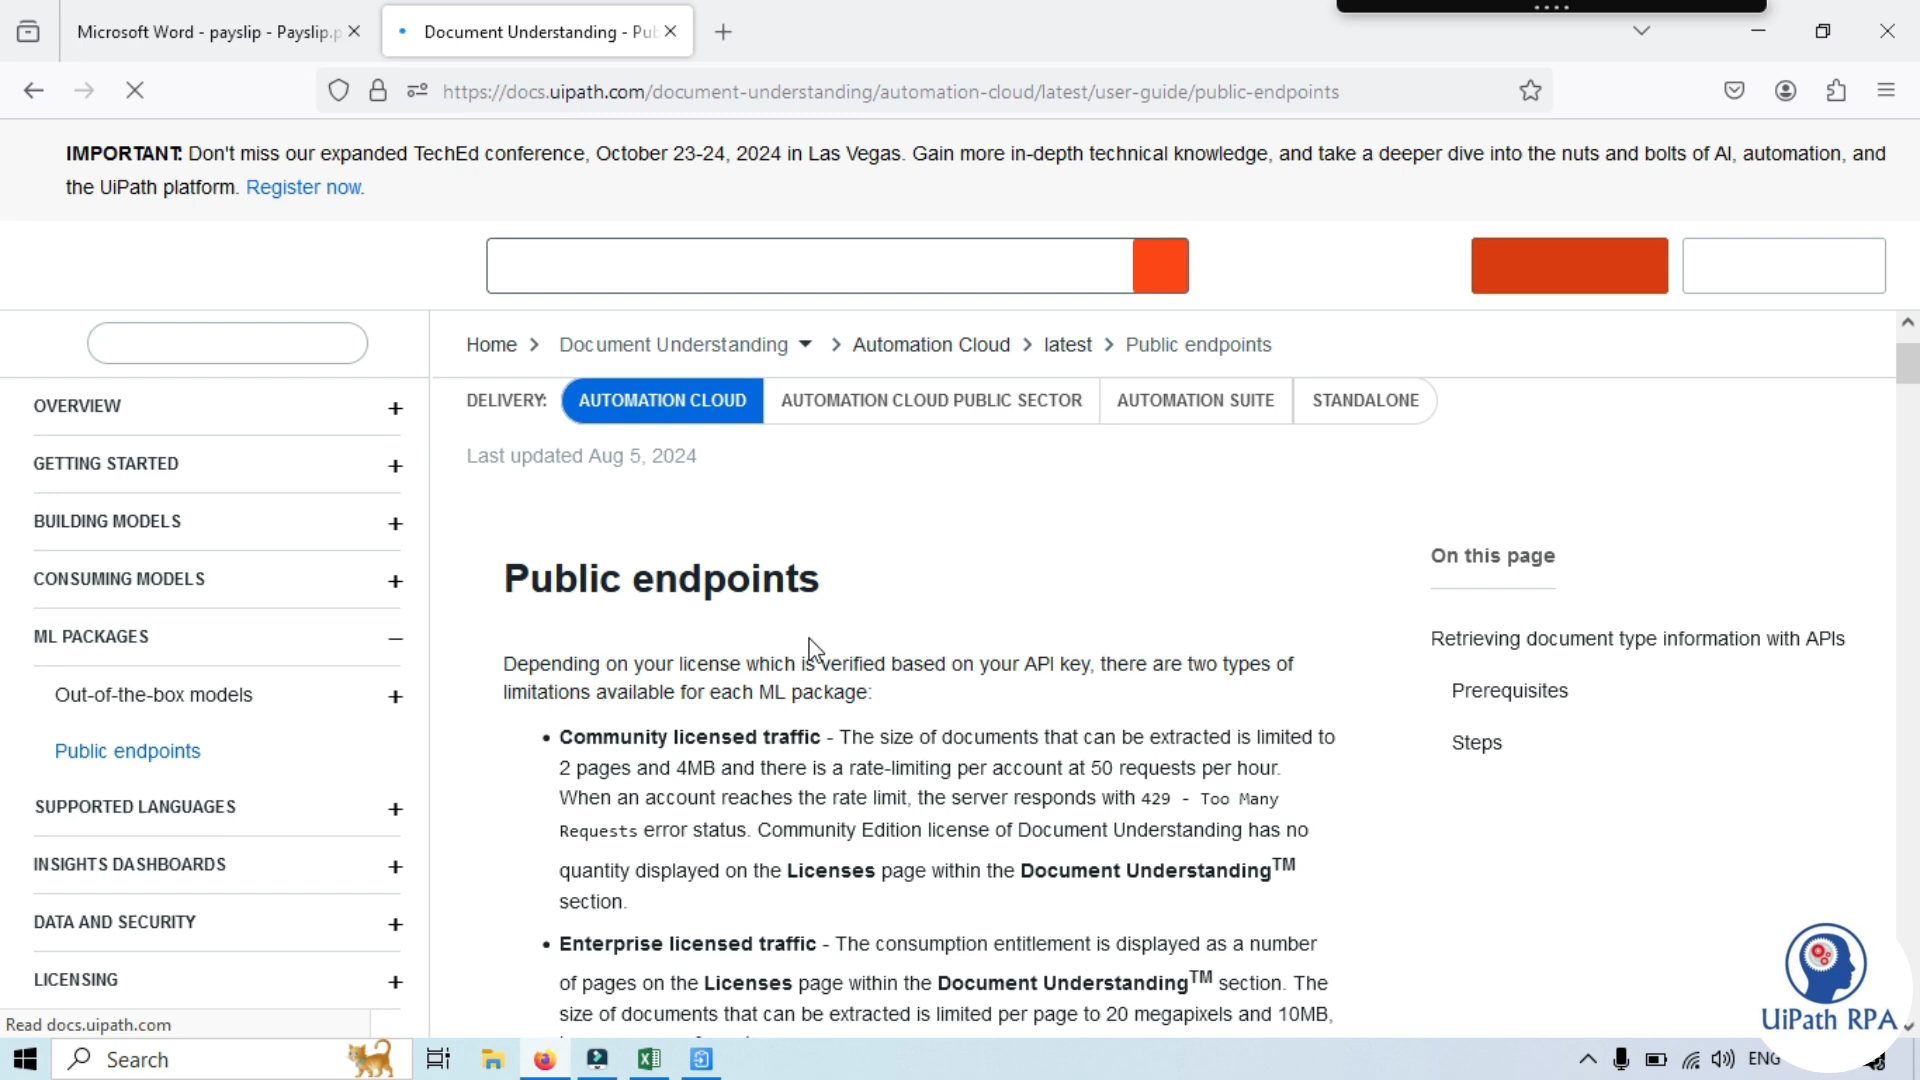 Microsoft Word - payslip - Payslip.p
Document Understanding - Pub
https://docs.uipath.com/document-understanding/automation-cloud/latest/user-guide/public-endpoints
IMPORTANT: Don't miss our expanded TechEd conference, October 23-24, 2024 in Las Vegas. Gain more in-depth technical knowledge, and take a deeper dive into the nuts and bolts of AI, automation, and
the UiPath platform. Register now.
Home > Document Understanding > Automation Cloud > latest > Public endpoints
DELIVERY: AUTOMATION CLOUD AUTOMATION CLOUD PUBLIC SECTOR AUTOMATION SUITE STANDALONE
Last updated Aug 5, 2024
OVERVIEW +
GETTING STARTED +
BUILDING MODELS +
CONSUMING MODELS +
ML PACKAGES –
Out-of-the-box models +
Public endpoints
SUPPORTED LANGUAGES +
INSIGHTS DASHBOARDS +
DATA AND SECURITY +
LICENSING +
Public endpoints
Depending on your license which is verified based on your API key, there are two types of
limitations available for each ML package:
• Community licensed traffic - The size of documents that can be extracted is limited to
2 pages and 4MB and there is a rate-limiting per account at 50 requests per hour.
When an account reaches the rate limit, the server responds with 429 - Too Many
Requests error status. Community Edition license of Document Understanding has no
quantity displayed on the Licenses page within the Document Understanding™
section.
• Enterprise licensed traffic - The consumption entitlement is displayed as a number
of pages on the Licenses page within the Document Understanding™ section. The
size of documents that can be extracted is limited per page to 20 megapixels and 10MB,
On this page
Retrieving document type information with APIs
Prerequisites
Steps
Read docs.uipath.com
UiPath RPA
Search
ENG